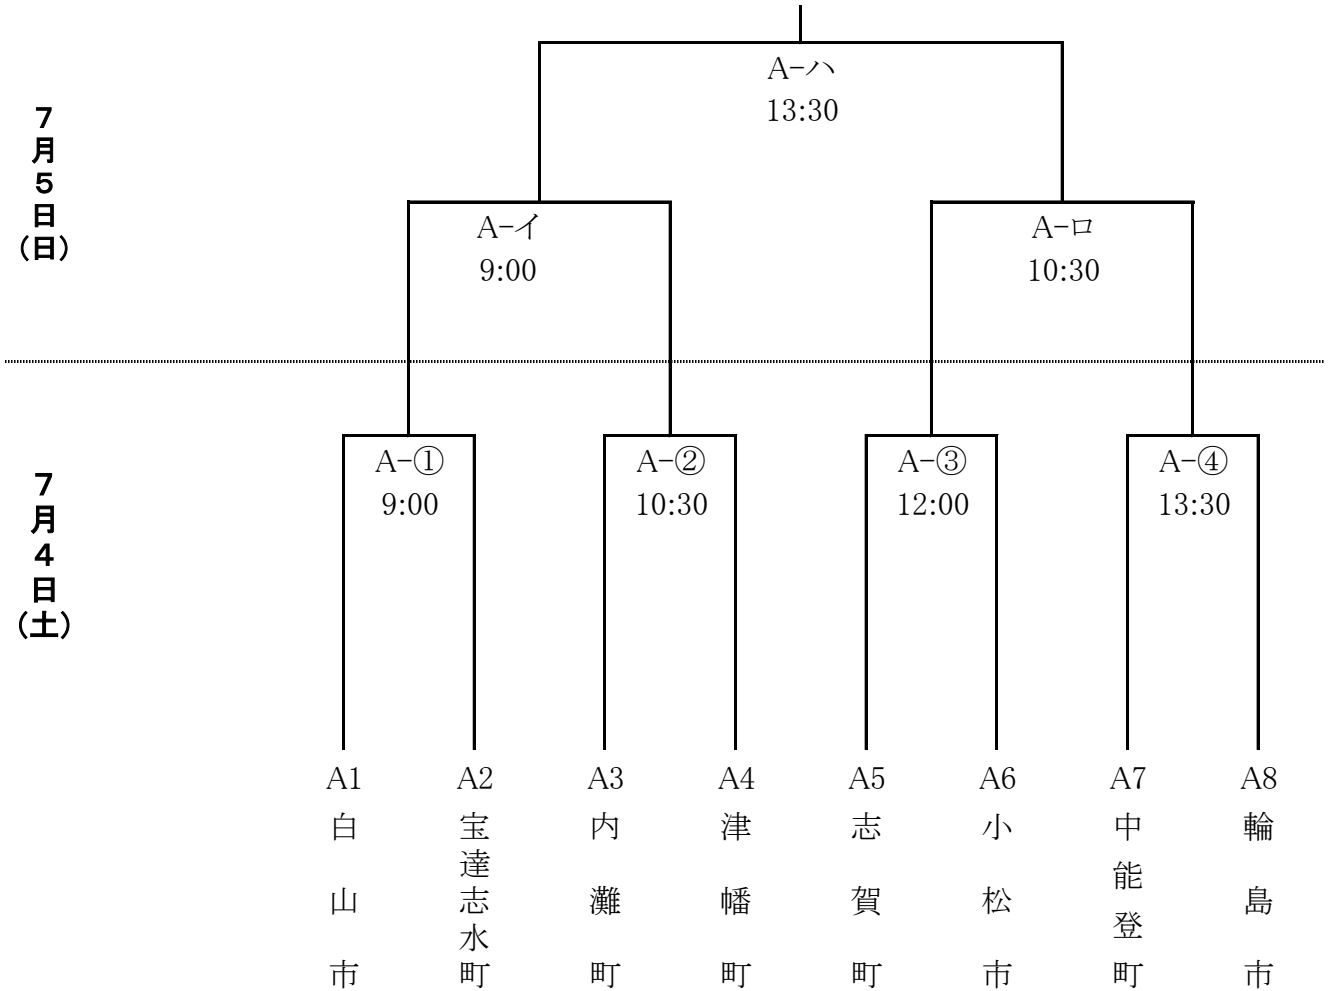 A-ハ
13:30
７月５日（日）
A-イ
9:00
A-ロ
10:30
７月４日（土）
A-①
9:00
A-②
10:30
A-③
12:00
A-④
13:30
A1
白山市
A2
宝達志水町
A3
内灘町
A4
津幡町
A5
志賀町
A6
小松市
A7
中能登町
A8
輪島市